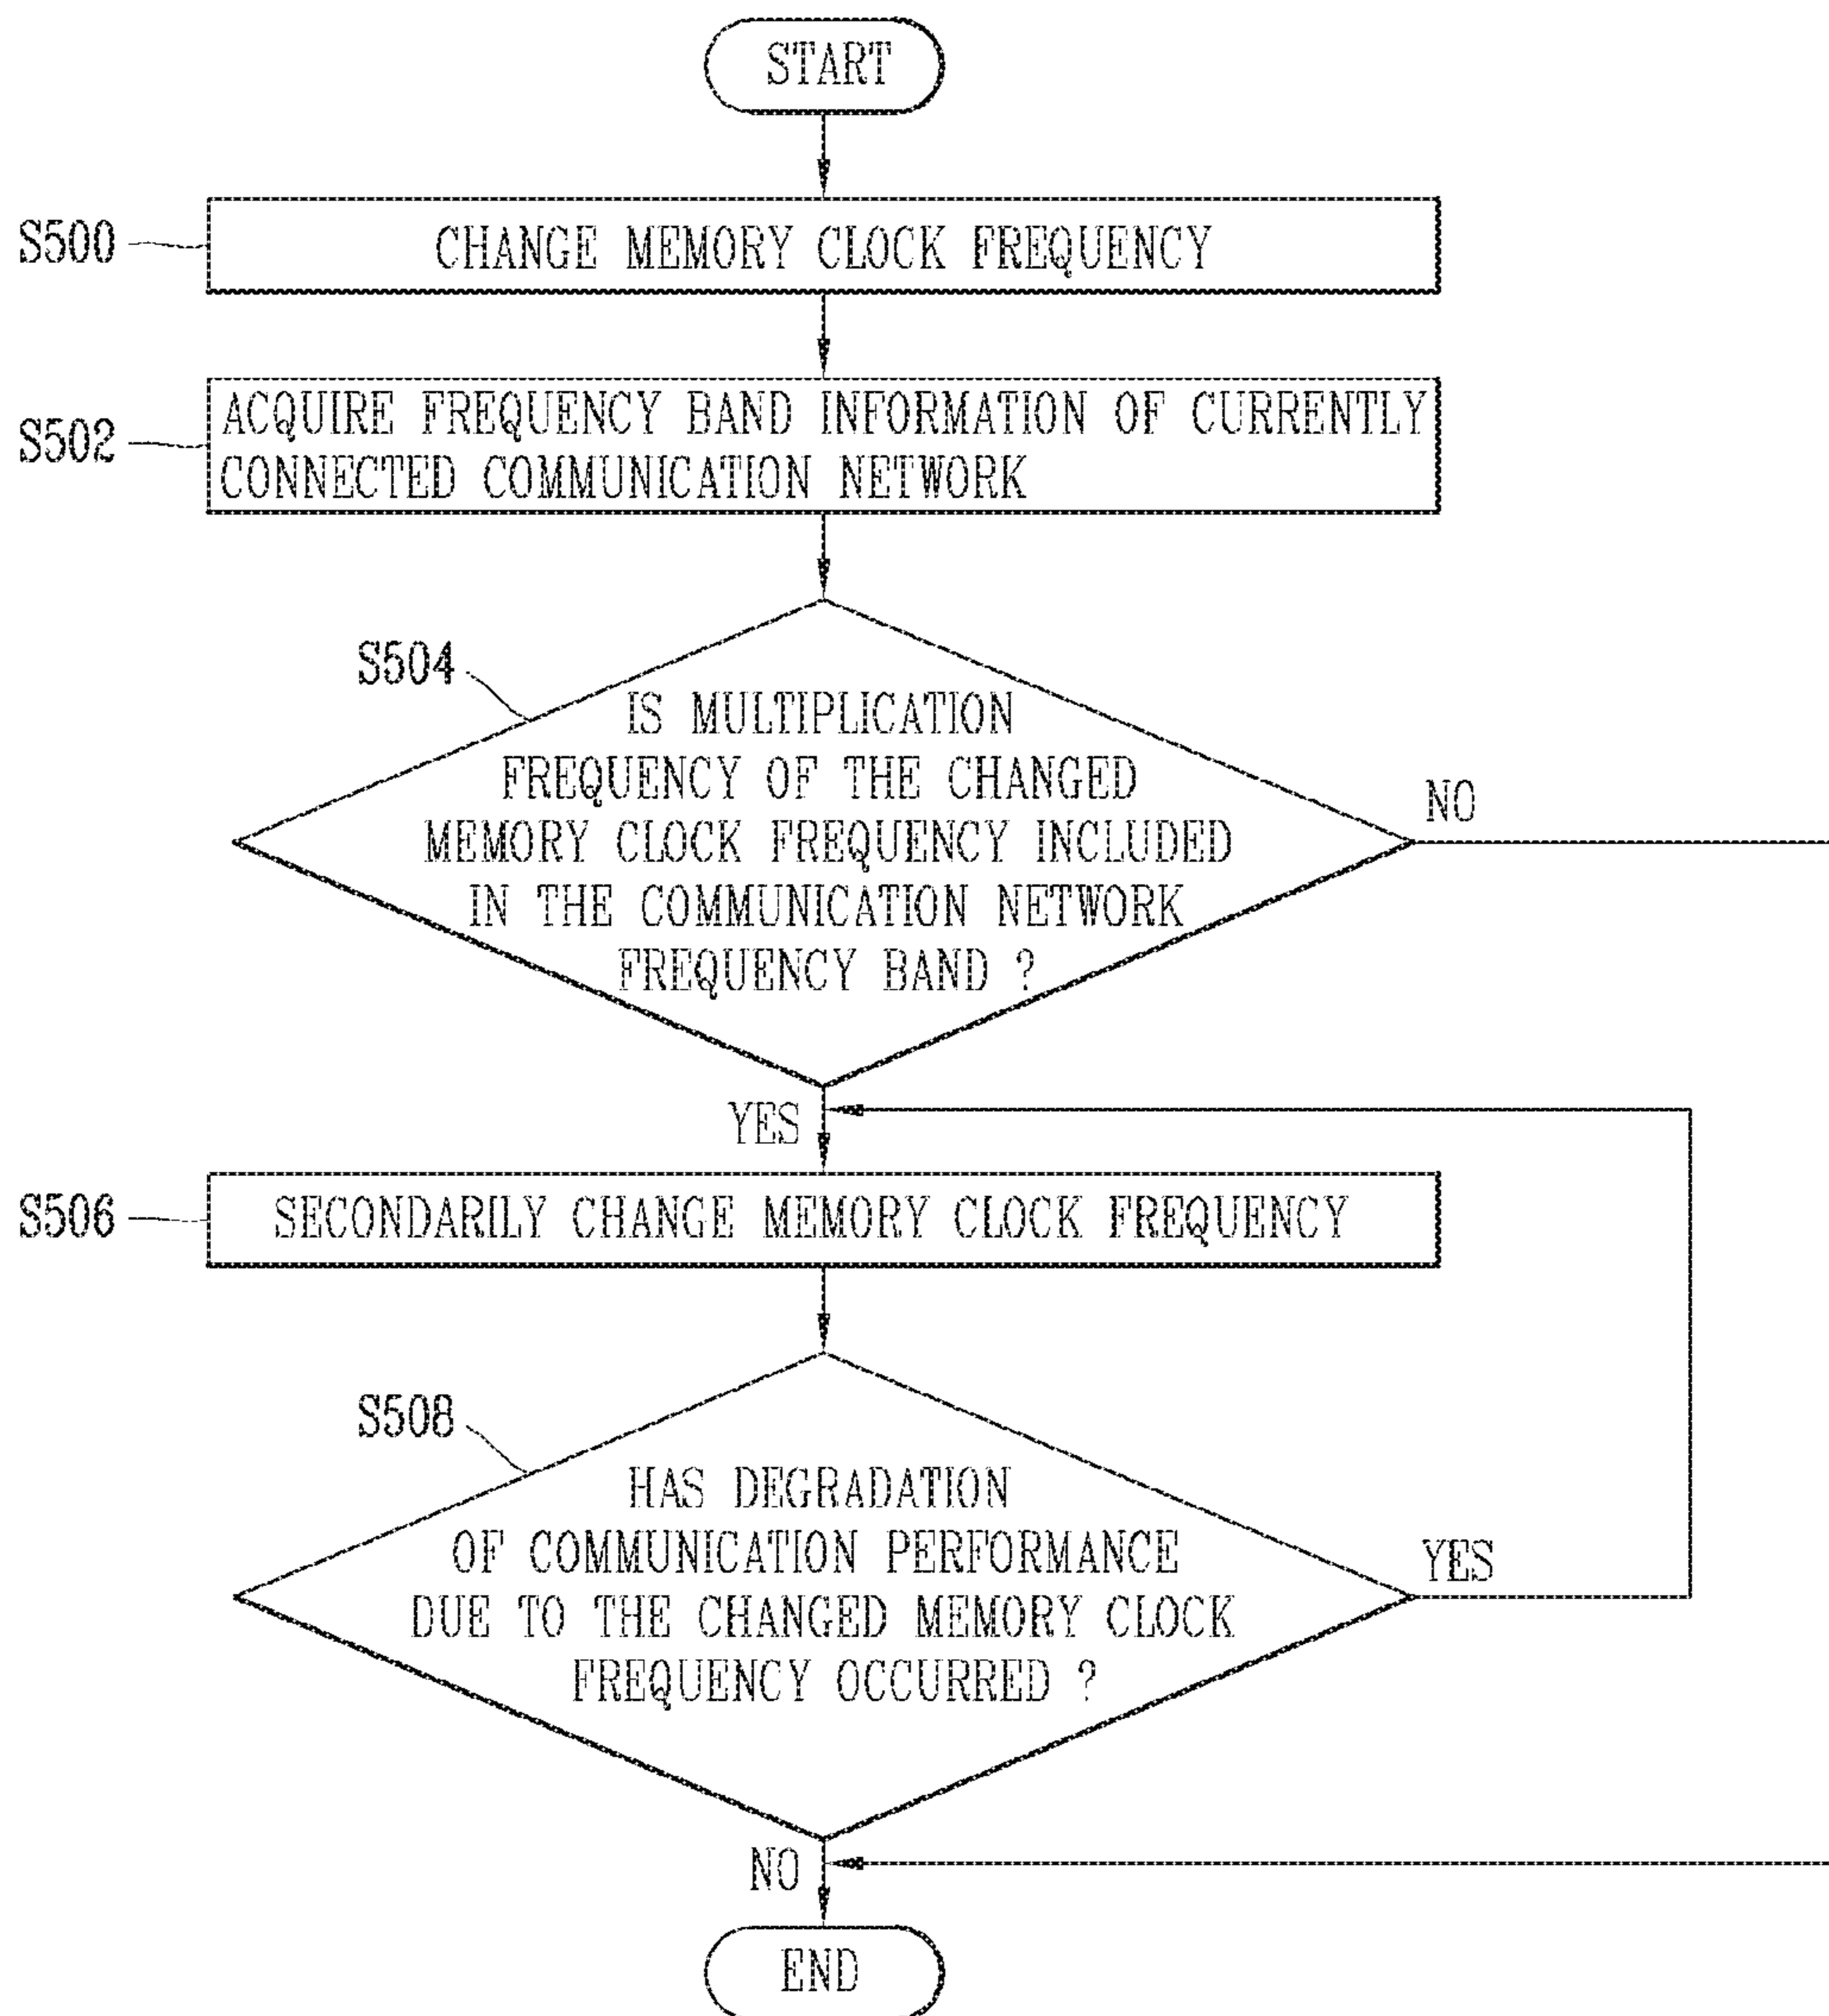 START
S500
CHANGE MEMORY CLOCK FREQUENCY
S502
ACQUIRE FREQUENCY BAND INFORMATION OF CURRENTLY
CONNECTED COMMUNICATION NETWORK
S504
IS MULTIPLICATION
FREQUENCY OF THE CHANGED
MEMORY CLOCK FREQUENCY INCLUDED
IN THE COMMUNICATION NETWORK
FREQUENCY BAND ?
NO
YES
S506
SECONDARILY CHANGE MEMORY CLOCK FREQUENCY
S508
HAS DEGRADATION
OF COMMUNICATION PERFORMANCE
DUE TO THE CHANGED MEMORY CLOCK
FREQUENCY OCCURRED ?
YES
NO
END